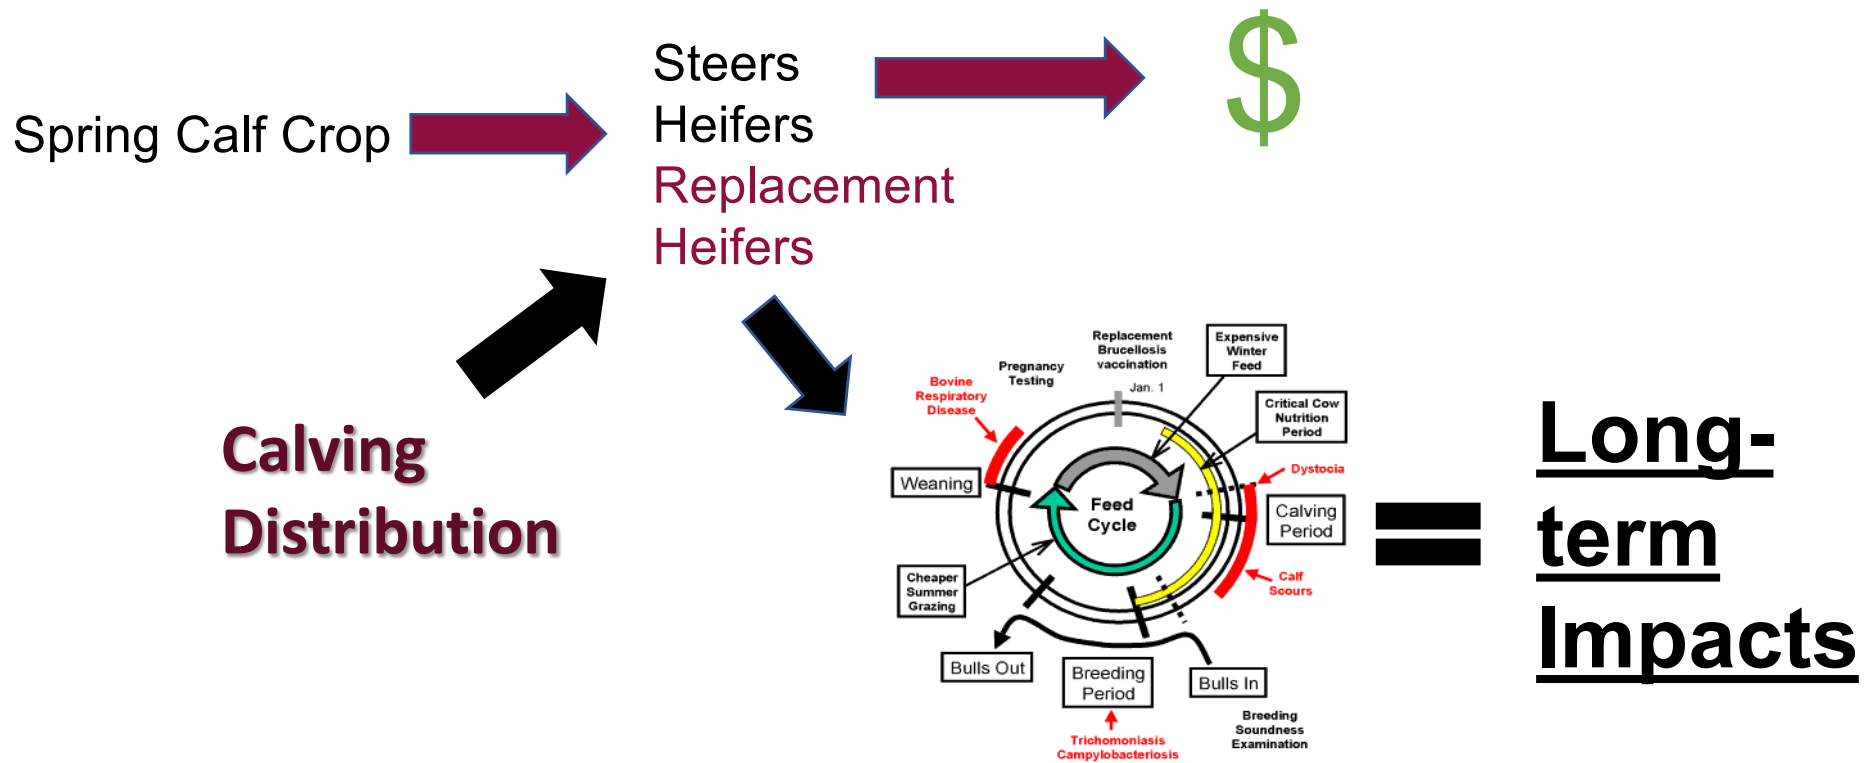 Spring Calf Crop
Steers
Heifers
Replacement
Heifers
$
Calving
Distribution
Replacement
Brucellosis
vaccination
Jan. 1
Expensive
Winter
Feed
Pregnancy
Testing
Bovine
Respiratory
Disease
Critical Cow
Nutrition
Period
Dystocia
Weaning
Feed
Cycle
Calving
Period
Cheaper
Summer
Grazing
Calf
Scours
Bulls Out
Breeding
Period
Bulls In
Trichomoniasis
Campylobacteriosis
Breeding
Soundness
Examination
Long-
term
Impacts